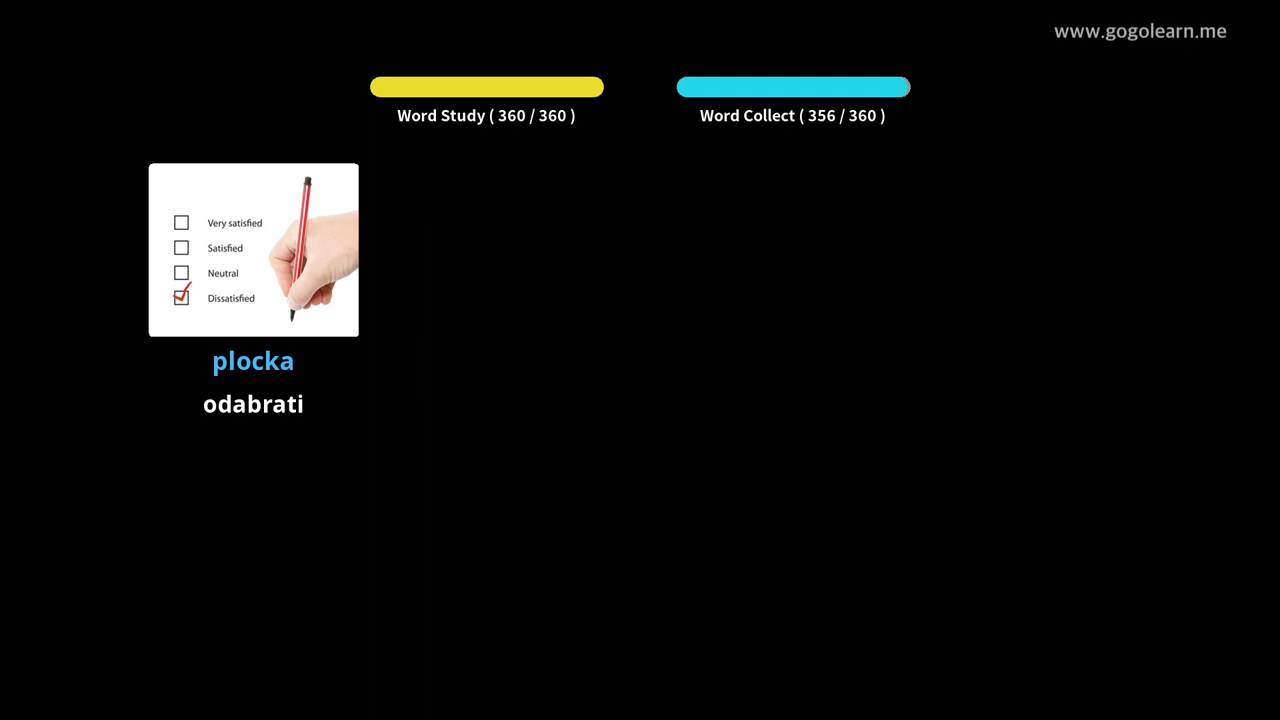 www.gogolearn.me
Word Study ( 360 / 360 )
Word Collect ( 356 / 360 )
Very satisfied
Satisfied
Neutral
Dissatisfied
plocka
odabrati